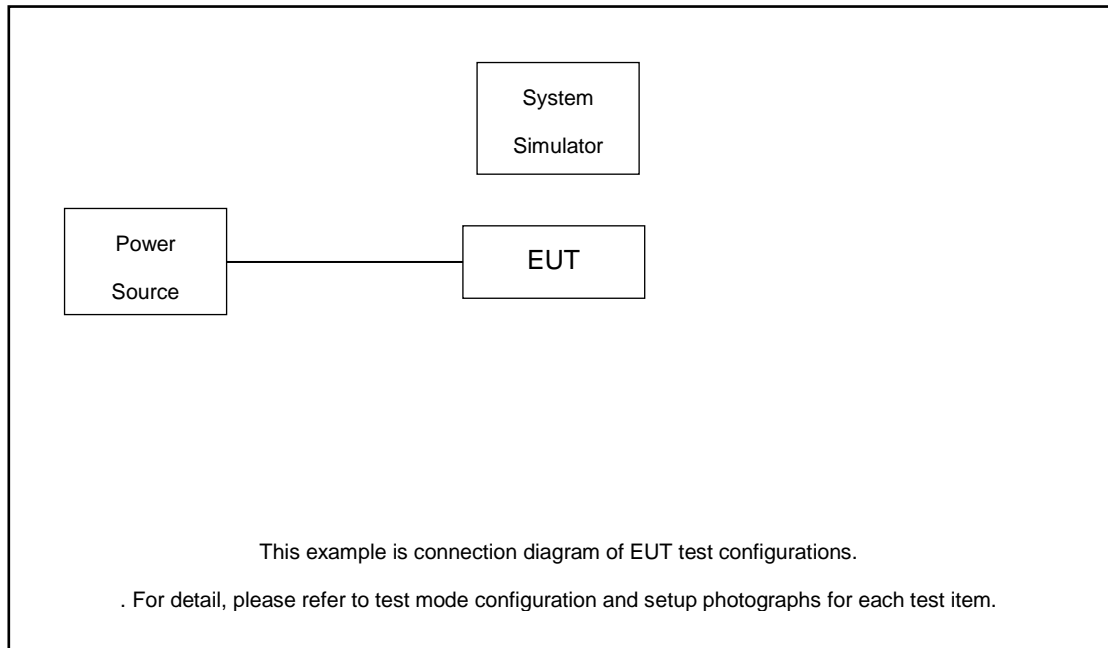 System
Simulator
Power
Source
EUT
This example is connection diagram of EUT test configurations.
. For detail, please refer to test mode configuration and setup photographs for each test item.